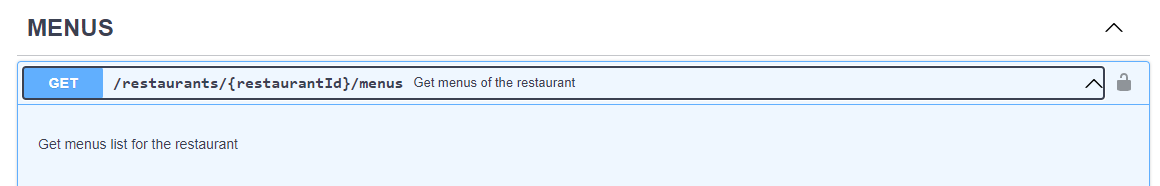 MENUS
GET /restaurants/{restaurantId}/menus Get menus of the restaurant
Get menus list for the restaurant